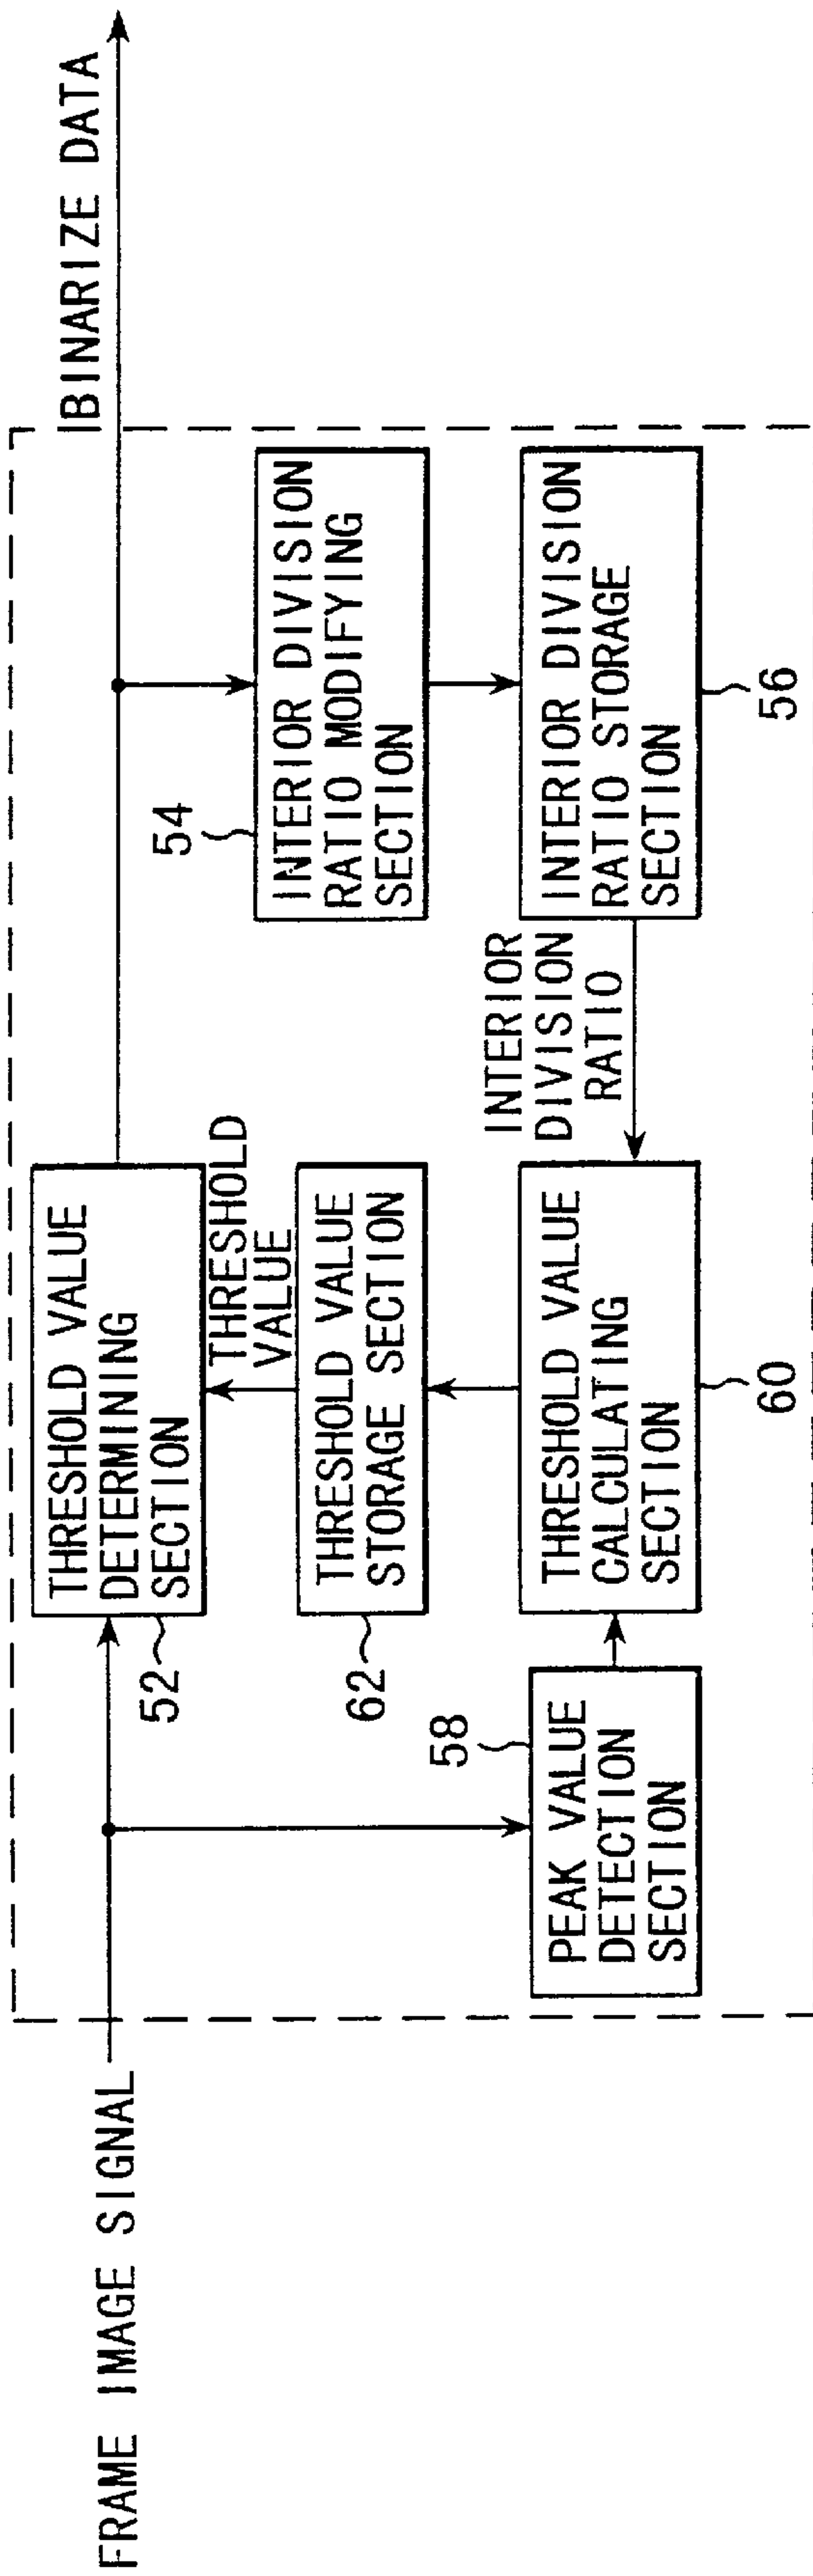 FRAME IMAGE SIGNAL
BINARIZE DATA
THRESHOLD VALUE
DETERMINING
SECTION
52
THRESHOLD
VALUE
54
INTERIOR DIVISION
RATIO MODIFYING
SECTION
62
THRESHOLD VALUE
STORAGE SECTION
58
PEAK VALUE
DETECTION
SECTION
THRESHOLD VALUE
CALCULATING
SECTION
60
INTERIOR
DIVISION
RATIO
INTERIOR DIVISION
RATIO STORAGE
SECTION
56